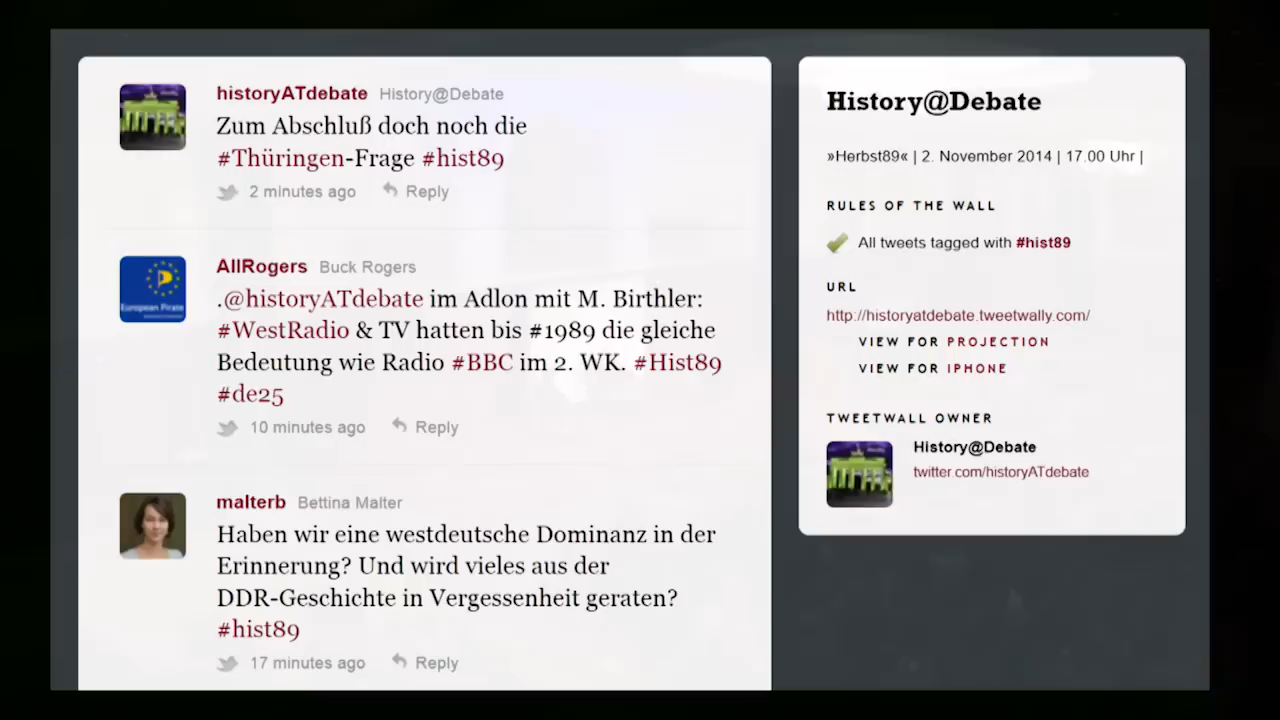 historyATdebate History@Debate
Zum Abschluß doch noch die
#Thüringen-Frage #hist89
2 minutes ago Reply
European Pirate
AllRogers Buck Rogers
.@historyATdebate im Adlon mit M. Birthler:
#WestRadio & TV hatten bis #1989 die gleiche
Bedeutung wie Radio #BBC im 2. WK. #Hist89
#de25
10 minutes ago Reply
malterb Bettina Malter
Haben wir eine westdeutsche Dominanz in der
Erinnerung? Und wird vieles aus der
DDR-Geschichte in Vergessenheit geraten?
#hist89
17 minutes ago Reply
History@Debate
»Herbst89« | 2. November 2014 | 17.00 Uhr |
RULES OF THE WALL
All tweets tagged with #hist89
URL
http://historyatdebate.tweetwally.com/
VIEW FOR PROJECTION
VIEW FOR IPHONE
TWEETWALL OWNER
History@Debate
twitter.com/historyATdebate